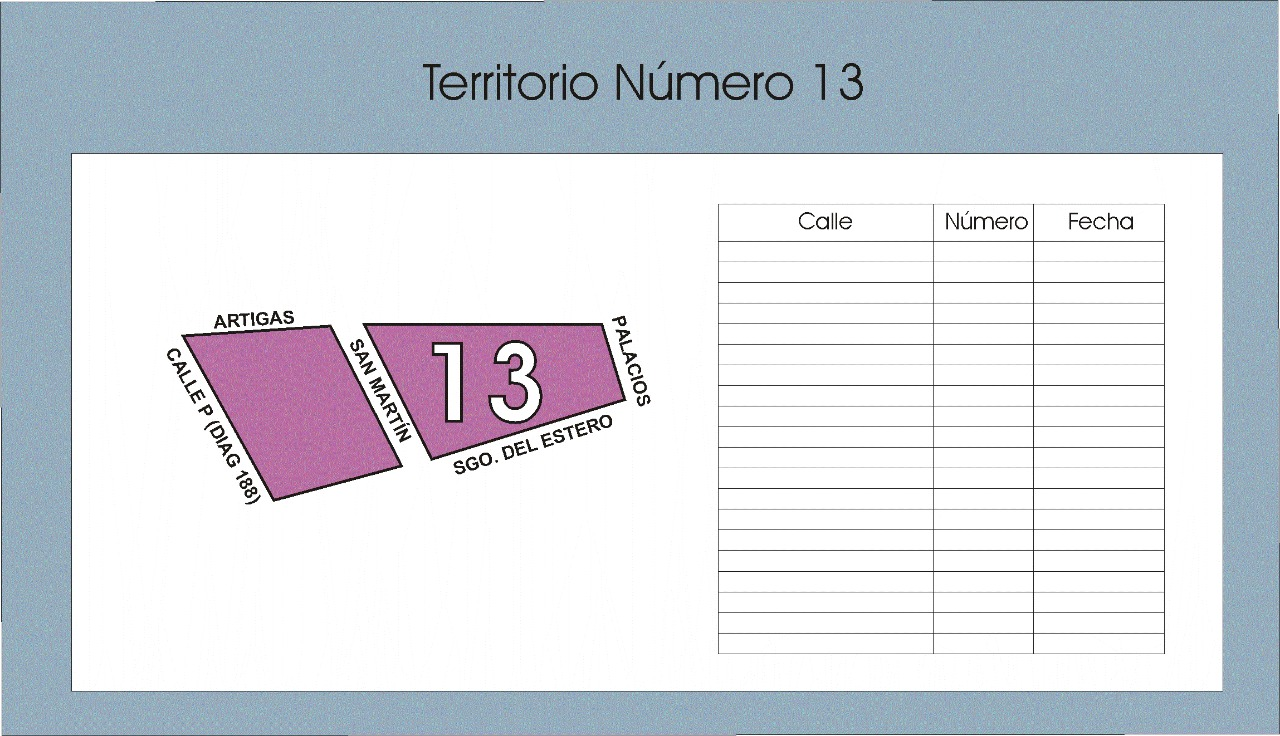 Territorio Número 13
ARTIGAS
CALLE P (DIAG 188)
SAN MARTÍN
13
PALACIOS
SGO. DEL ESTERO
Calle Número Fecha